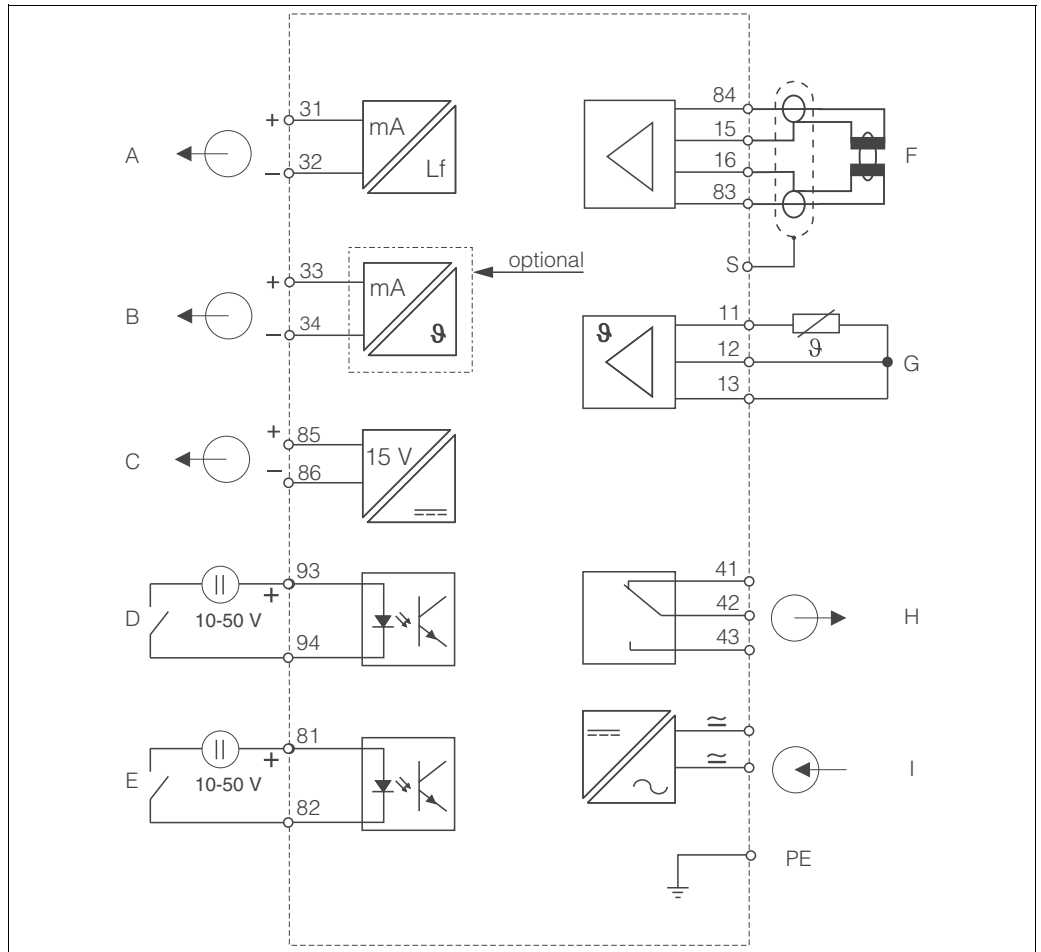 A
+ 31
− 32
mA
Lf
B
+ 33
− 34
mA
ϑ
optional
C
+ 85
− 86
15 V
D
10-50 V
+ 93
94
E
10-50 V
+ 81
82
84
15
16
83
S
F
ϑ
11
12
13
ϑ
G
41
42
43
H
≃
≃
I
PE